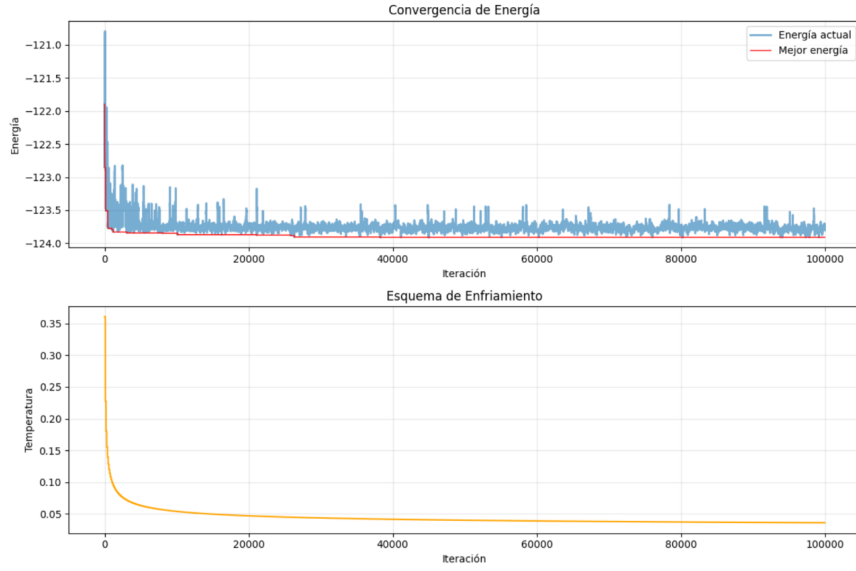 Convergencia de Energía
Energía actual
Mejor energía
−121.0
−121.5
−122.0
−122.5
−123.0
−123.5
−124.0
Energía
0 20000 40000 60000 80000 100000
Iteración
Esquema de Enfriamiento
0.35
0.30
0.25
0.20
0.15
0.10
0.05
Temperatura
0 20000 40000 60000 80000 100000
Iteración